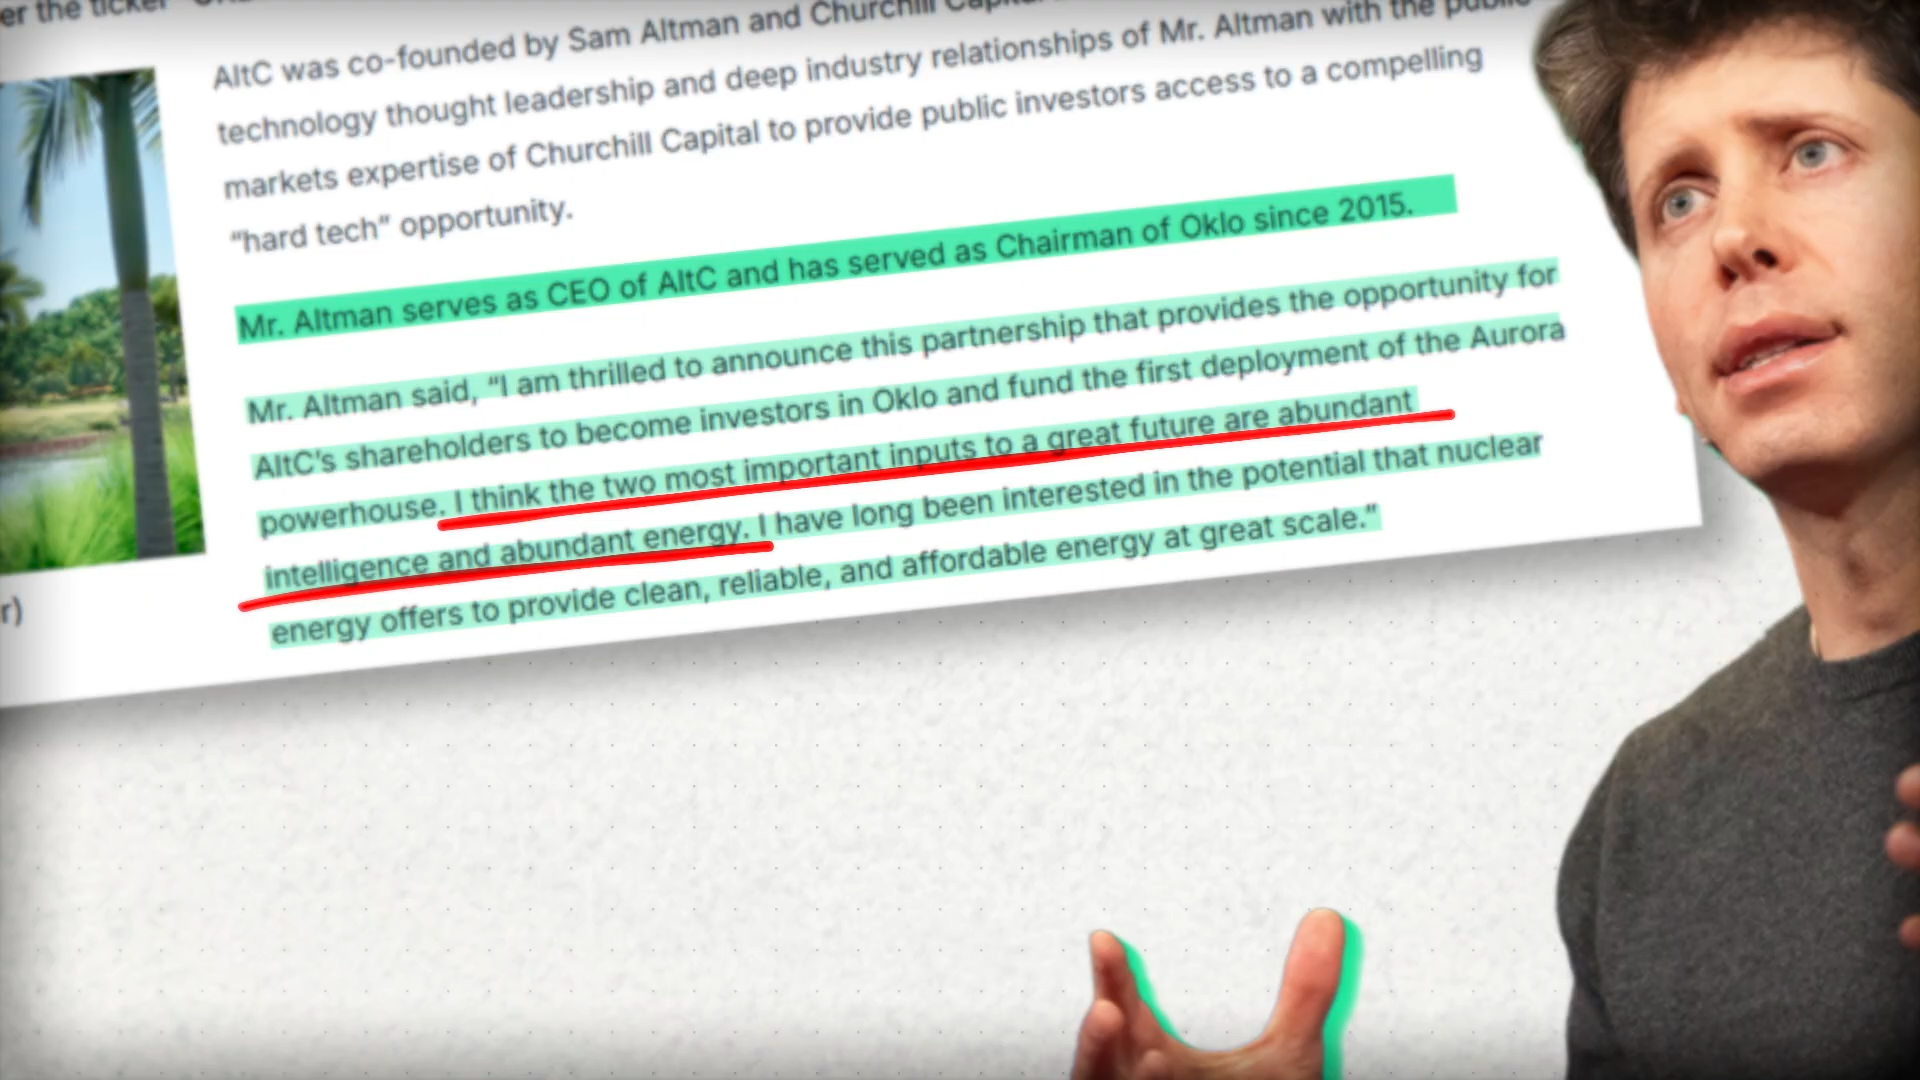 er the ticker
AltC was co-founded by Sam Altman and Churchill
technology thought leadership and deep industry relationships of Mr. Altman with the public
markets expertise of Churchill Capital to provide public investors access to a compelling
“hard tech” opportunity.
Mr. Altman serves as CEO of AltC and has served as Chairman of Oklo since 2015.
Mr. Altman said, “I am thrilled to announce this partnership that provides the opportunity for
AltC's shareholders to become investors in Oklo and fund the first deployment of the Aurora
powerhouse. I think the two most important inputs to a great future are abundant
intelligence and abundant energy. I have long been interested in the potential that nuclear
energy offers to provide clean, reliable, and affordable energy at great scale.”
r)